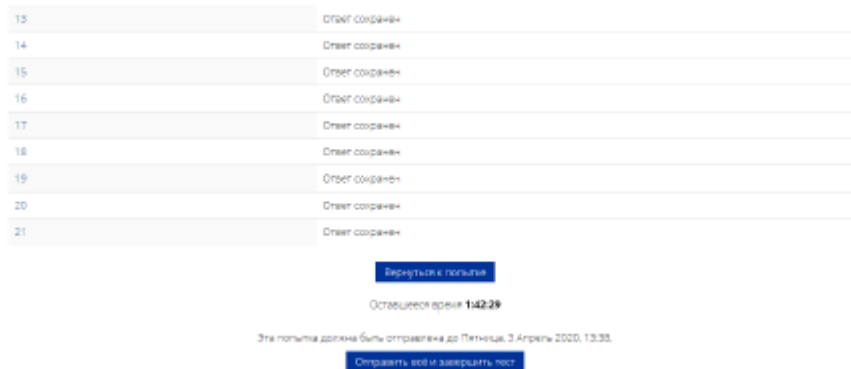 13 Ответ сохранен
14 Ответ сохранен
15 Ответ сохранен
16 Ответ сохранен
17 Ответ сохранен
18 Ответ сохранен
19 Ответ сохранен
20 Ответ сохранен
21 Ответ сохранен
Вернуться к попытке
Оставшееся время 1:42:29
Эта попытка должна быть отправлена до Пятница, 3 Апрель 2020, 13:38.
Отправить всё и завершить тест